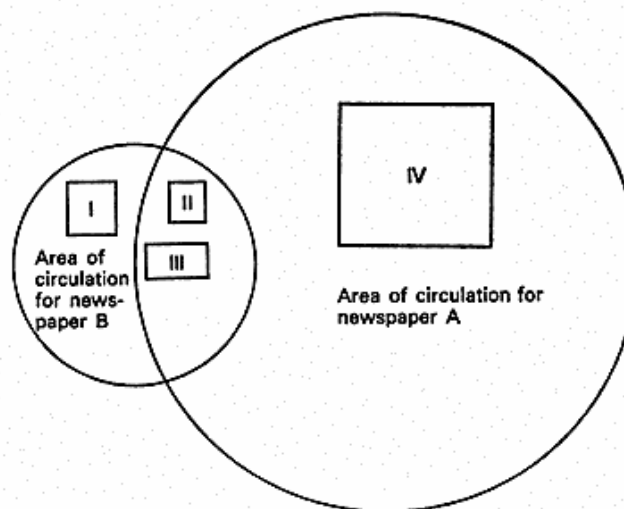 IV
I
II
III
Area of
circulation
for news-
paper B
Area of circulation for
newspaper A